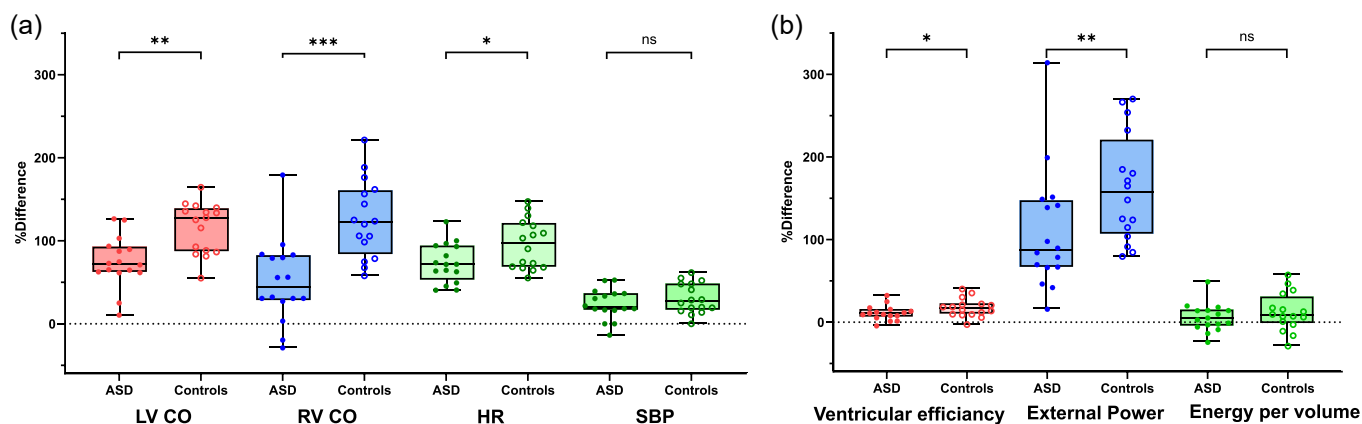 (a)
%Difference
300
200
100
0
** *** * ns
ASD Controls ASD Controls ASD Controls ASD Controls
LV CO RV CO HR SBP
(b)
%Difference
300
200
100
0
* ** ns
ASD Controls ASD Controls ASD Controls
Ventricular efficiancy External Power Energy per volume